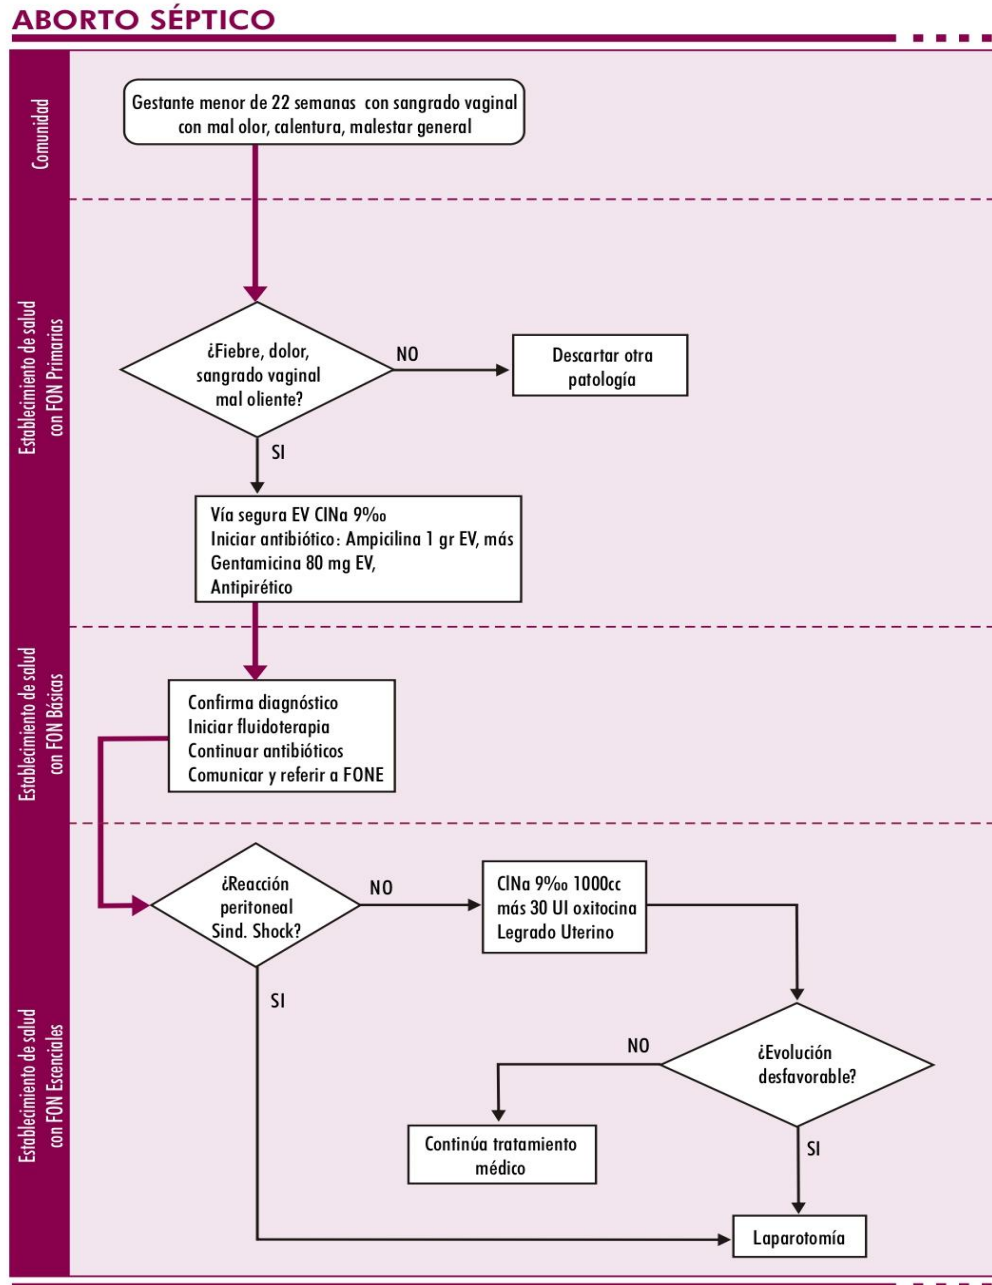 ABORTO SÉPTICO
Comunidad
Gestante menor de 22 semanas con sangrado vaginal
con mal olor, calentura, malestar general
Establecimiento de salud
con FON Primarias
¿Fiebre, dolor,
sangrado vaginal
mal oliente?
NO
Descartar otra
patología
SI
Vía segura EV ClNa 9‰
Iniciar antibiótico: Ampicilina 1 gr EV, más
Gentamicina 80 mg EV,
Antipirético
Establecimiento de salud
con FON Básicas
Confirma diagnóstico
Iniciar fluidoterapia
Continuar antibióticos
Comunicar y referir a FONE
Establecimiento de salud
con FON Escenciales
¿Reacción
peritoneal
Sind. Shock?
NO
ClNa 9‰ 1000cc
más 30 UI oxitocina
Legrado Uterino
SI
¿Evolución
desfavorable?
NO
Continúa tratamiento
médico
SI
Laparotomía